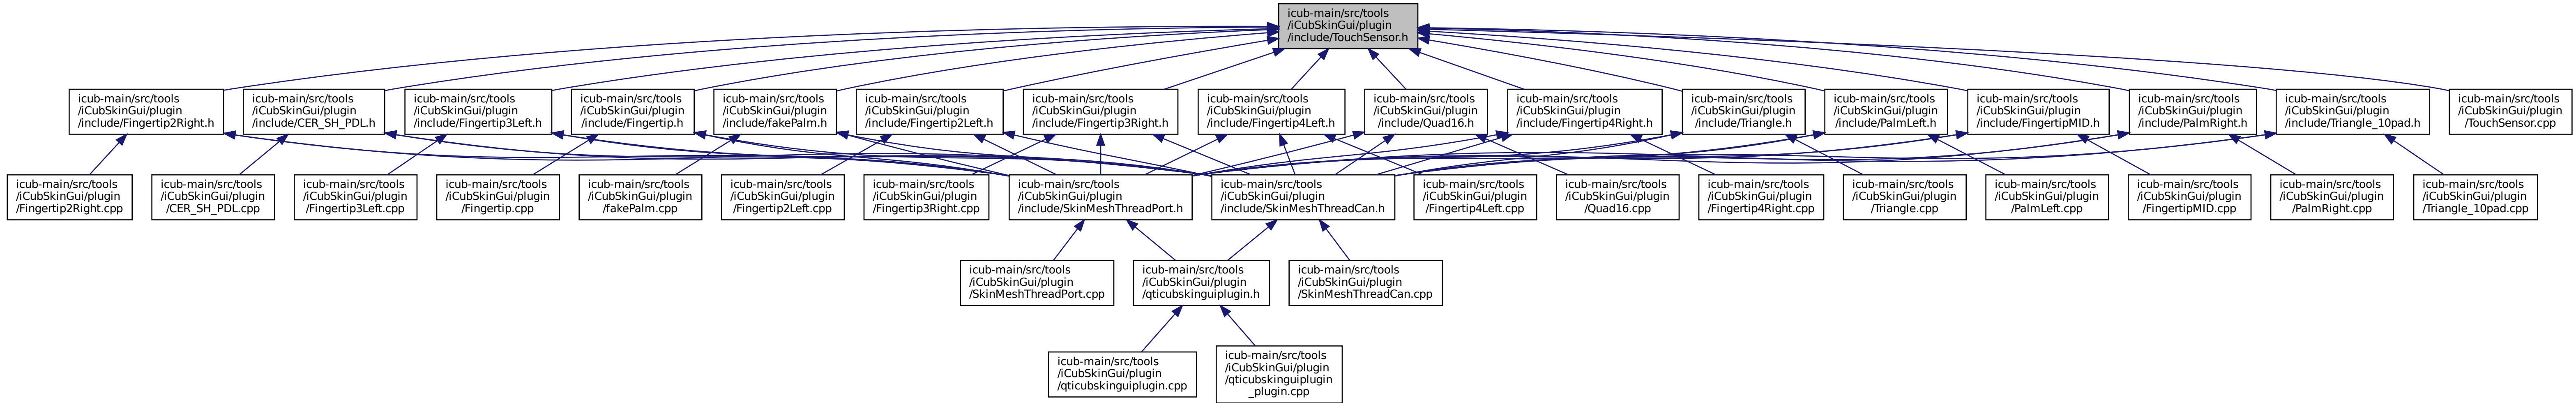 icub-main/src/tools
/iCubSkinGui/plugin
/include/TouchSensor.h
icub-main/src/tools
/iCubSkinGui/plugin
/include/Fingertip2Right.h
icub-main/src/tools
/iCubSkinGui/plugin
/include/CER_SH_PDL.h
icub-main/src/tools
/iCubSkinGui/plugin
/include/Fingertip3Left.h
icub-main/src/tools
/iCubSkinGui/plugin
/include/Fingertip.h
icub-main/src/tools
/iCubSkinGui/plugin
/include/fakePalm.h
icub-main/src/tools
/iCubSkinGui/plugin
/include/Fingertip2Left.h
icub-main/src/tools
/iCubSkinGui/plugin
/include/Fingertip3Right.h
icub-main/src/tools
/iCubSkinGui/plugin
/include/Fingertip4Left.h
icub-main/src/tools
/iCubSkinGui/plugin
/include/Quad16.h
icub-main/src/tools
/iCubSkinGui/plugin
/include/Fingertip4Right.h
icub-main/src/tools
/iCubSkinGui/plugin
/include/Triangle.h
icub-main/src/tools
/iCubSkinGui/plugin
/include/PalmLeft.h
icub-main/src/tools
/iCubSkinGui/plugin
/include/FingertipMID.h
icub-main/src/tools
/iCubSkinGui/plugin
/include/PalmRight.h
icub-main/src/tools
/iCubSkinGui/plugin
/include/Triangle_10pad.h
icub-main/src/tools
/iCubSkinGui/plugin
/TouchSensor.cpp
icub-main/src/tools
/iCubSkinGui/plugin
/Fingertip2Right.cpp
icub-main/src/tools
/iCubSkinGui/plugin
/CER_SH_PDL.cpp
icub-main/src/tools
/iCubSkinGui/plugin
/Fingertip3Left.cpp
icub-main/src/tools
/iCubSkinGui/plugin
/Fingertip.cpp
icub-main/src/tools
/iCubSkinGui/plugin
/fakePalm.cpp
icub-main/src/tools
/iCubSkinGui/plugin
/Fingertip2Left.cpp
icub-main/src/tools
/iCubSkinGui/plugin
/Fingertip3Right.cpp
icub-main/src/tools
/iCubSkinGui/plugin
/include/SkinMeshThreadPort.h
icub-main/src/tools
/iCubSkinGui/plugin
/include/SkinMeshThreadCan.h
icub-main/src/tools
/iCubSkinGui/plugin
/Fingertip4Left.cpp
icub-main/src/tools
/iCubSkinGui/plugin
/Quad16.cpp
icub-main/src/tools
/iCubSkinGui/plugin
/Fingertip4Right.cpp
icub-main/src/tools
/iCubSkinGui/plugin
/Triangle.cpp
icub-main/src/tools
/iCubSkinGui/plugin
/PalmLeft.cpp
icub-main/src/tools
/iCubSkinGui/plugin
/FingertipMID.cpp
icub-main/src/tools
/iCubSkinGui/plugin
/PalmRight.cpp
icub-main/src/tools
/iCubSkinGui/plugin
/Triangle_10pad.cpp
icub-main/src/tools
/iCubSkinGui/plugin
/SkinMeshThreadPort.cpp
icub-main/src/tools
/iCubSkinGui/plugin
/qticubskinguiplugin.h
icub-main/src/tools
/iCubSkinGui/plugin
/SkinMeshThreadCan.cpp
icub-main/src/tools
/iCubSkinGui/plugin
/qticubskinguiplugin.cpp
icub-main/src/tools
/iCubSkinGui/plugin
/qticubskinguiplugin
_plugin.cpp